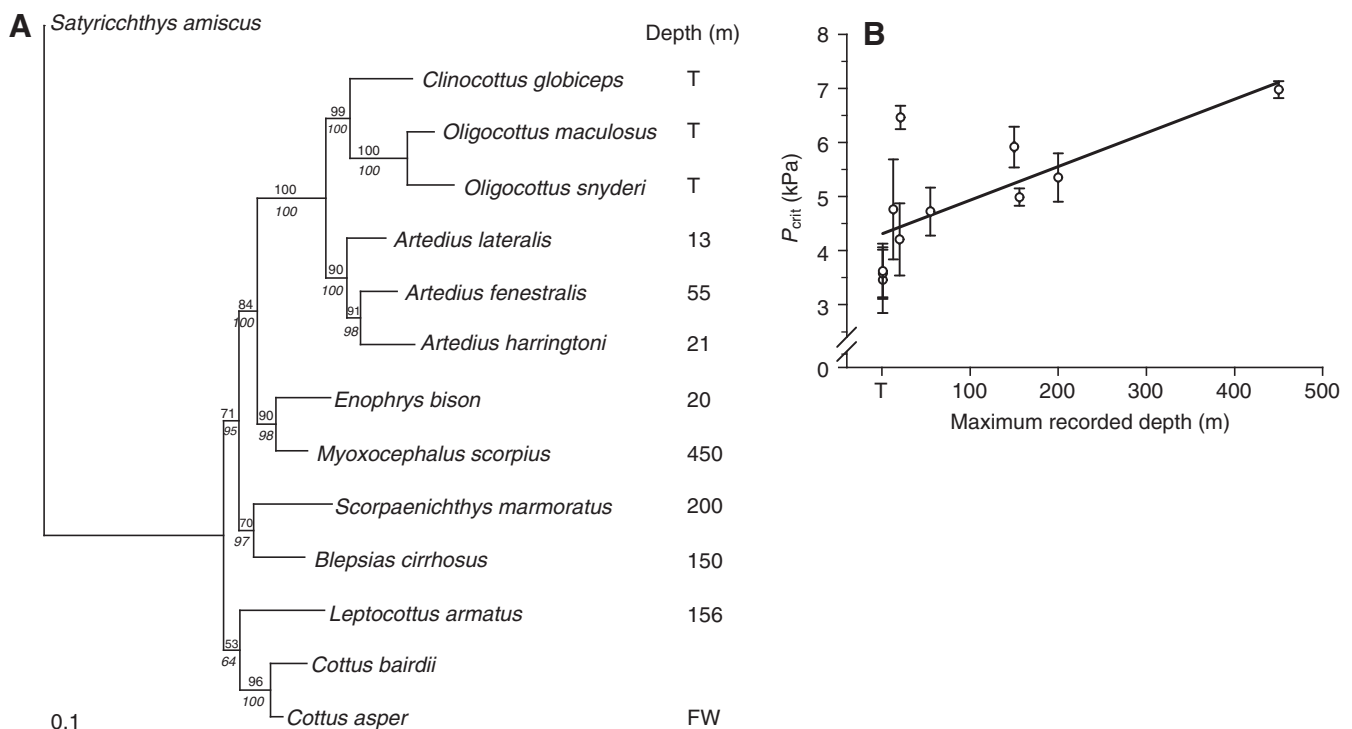 A
Satyriccthys amiscus
Depth (m)
Clinocottus globiceps T
99
100
Oligocottus maculosus T
100
100
Oligocottus snyderi T
100
100
Artedius lateralis 13
90
100
Artedius fenestralis 55
91
98
Artedius harringtoni 21
84
100
Enophrys bison 20
90
98
Myoxocephalus scorpius 450
71
95
Scorpaenichthys marmoratus 200
70
97
Blepsias cirrhosus 150
Leptocottus armatus 156
53
64
Cottus bairdii
96
100
Cottus asper FW
0.1
B
8
7
6
5
4
3
0
Pcrit (kPa)
T 100 200 300 400 500
Maximum recorded depth (m)